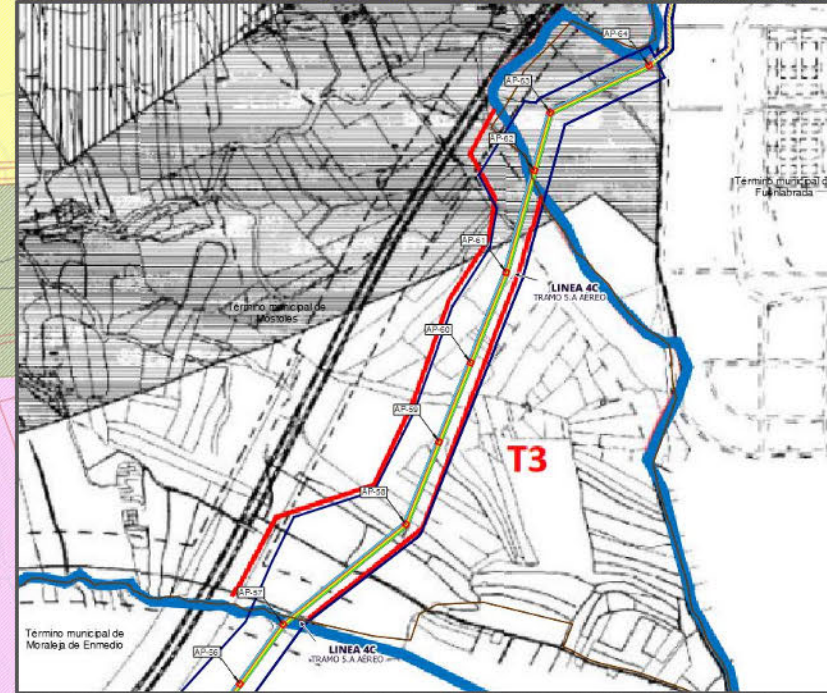 AP-64
AP-63
AP-62
Término municipal de
Fuenlabrada
AP-61
LINEA 4C
TRAMO S.A AEREO
Término municipal de
Móstoles
AP-60
AP-59
T3
AP-58
AP-57
Término municipal de
Moraleja de Enmedio
LINEA 4C
TRAMO S.A AEREO
AP-56